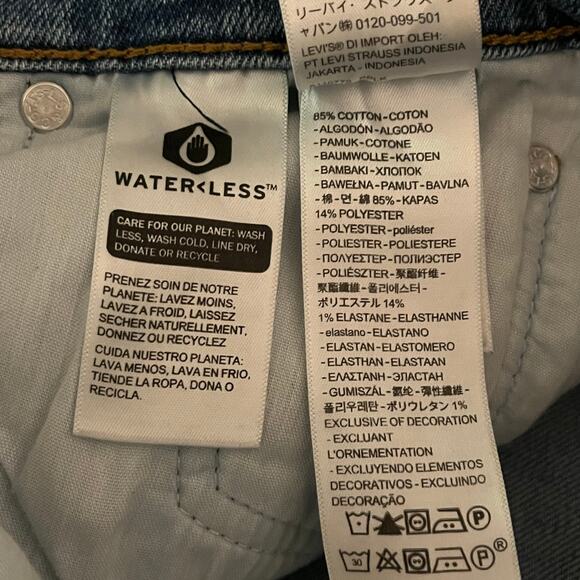 WATER<LESS™
CARE FOR OUR PLANET: WASH
LESS, WASH COLD, LINE DRY,
DONATE OR RECYCLE
PRENEZ SOIN DE NOTRE
PLANETE: LAVEZ MOINS,
LAVEZ A FROID, LAISSEZ
SECHER NATURELLEMENT,
DONNEZ OU RECYCLEZ
CUIDA NUESTRO PLANETA:
LAVA MENOS, LAVA EN FRIO,
TIENDE LA ROPA, DONA O
RECICLA.
リーバイ・ストラウス
ャパン㈱ 0120-099-501
LEVI'S® DI IMPORT OLEH:
PT LEVI STRAUSS INDONESIA
JAKARTA - INDONESIA
85% COTTON-COTON
-ALGODÓN-ALGODÃO
-PAMUK-COTONE
-BAUMWOLLE-KATOEN
-BAMBAKI-ХЛОПОК
-BAWEŁNA-PAMUT-BAVLNA
-棉-면-綿 85%-KAPAS
14% POLYESTER
-POLYESTER-poliéster
-POLIESTER-POLIESTERE
-ΠΟΛΥΕΣΤΕΡ-ПОЛИЭСТЕР
-POLIÉSZTER-聚酯纤维-
聚酯纖維-폴리에스터-
ポリエステル 14%
1% ELASTANE-ELASTHANNE
-elastano-ELASTANO
-ELASTAN-ELASTOMERO
-ELASTHAN-ELASTAAN
-ΕΛΑΣΤΑΝΗ-ЭЛАСТАН
-GUMISZÁL-氨纶-彈性纖維-
폴리우레탄-ポリウレタン 1%
EXCLUSIVE OF DECORATION
-EXCLUANT
L'ORNEMENTATION
-EXCLUYENDO ELEMENTOS
DECORATIVOS-EXCLUINDO
DECORAÇÃO
P
30 P®